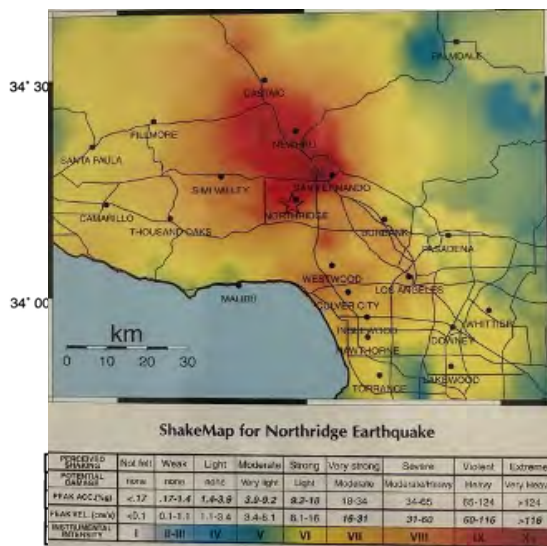 PALMDALE
34° 30'
CASTAIC
FILLMORE
NEWHALL
SANTA PAULA
SAN FERNANDO
SIMI VALLEY
NORTHRIDGE
CAMARILLO
THOUSAND OAKS
BURBANK
PASADENA
WESTWOOD
LOS ANGELES
MALIBU
34° 00'
CULVER CITY
WHITTIER
INGLEWOOD
DOWNEY
HAWTHORNE
km
0 10 20 30
LAKEWOOD
TORRANCE
ShakeMap for Northridge Earthquake
PERCEIVED SHAKING Not felt Weak Light Moderate Strong Very strong Severe Violent Extreme
POTENTIAL DAMAGE none none none Very light Light Moderate Moderate/Heavy Heavy Very Heavy
PEAK ACC.(%g) <.17 .17-1.4 1.4-3.9 3.9-9.2 9.2-18 18-34 34-65 65-124 >124
PEAK VEL.(cm/s) <0.1 0.1-1.1 1.1-3.4 3.4-8.1 8.1-16 16-31 31-60 60-116 >116
INSTRUMENTAL INTENSITY I II-III IV V VI VII VIII IX X+